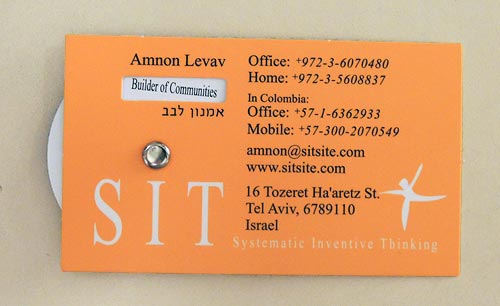 Amnon Levav
Builder of Communities
אמנון לבב
SIT
Office: +972-3-6070480
Home: +972-3-5608837
In Colombia:
Office: +57-1-6362933
Mobile: +57-300-2070549
amnon@sitsite.com
www.sitsite.com
16 Tozeret Ha'aretz St.
Tel Aviv, 6789110
Israel
Systematic Inventive Thinking